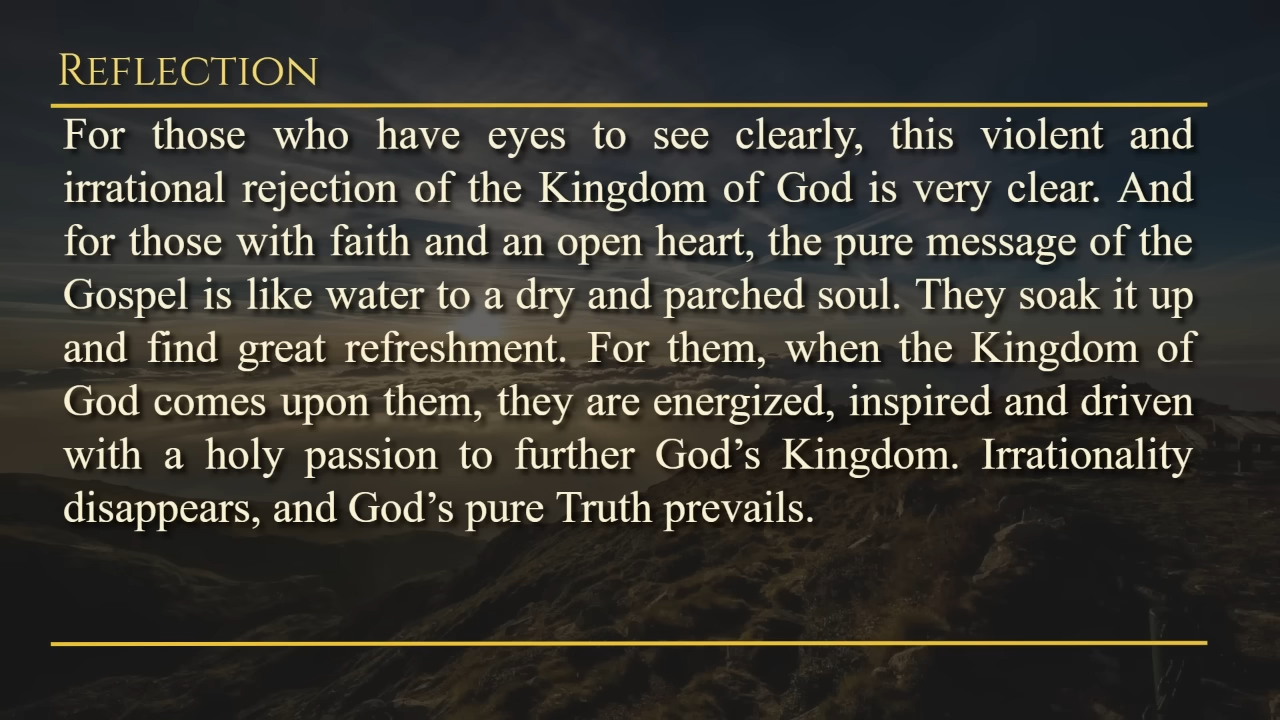 Reflection
For those who have eyes to see clearly, this violent and
irrational rejection of the Kingdom of God is very clear. And
for those with faith and an open heart, the pure message of the
Gospel is like water to a dry and parched soul. They soak it up
and find great refreshment. For them, when the Kingdom of
God comes upon them, they are energized, inspired and driven
with a holy passion to further God’s Kingdom. Irrationality
disappears, and God’s pure Truth prevails.